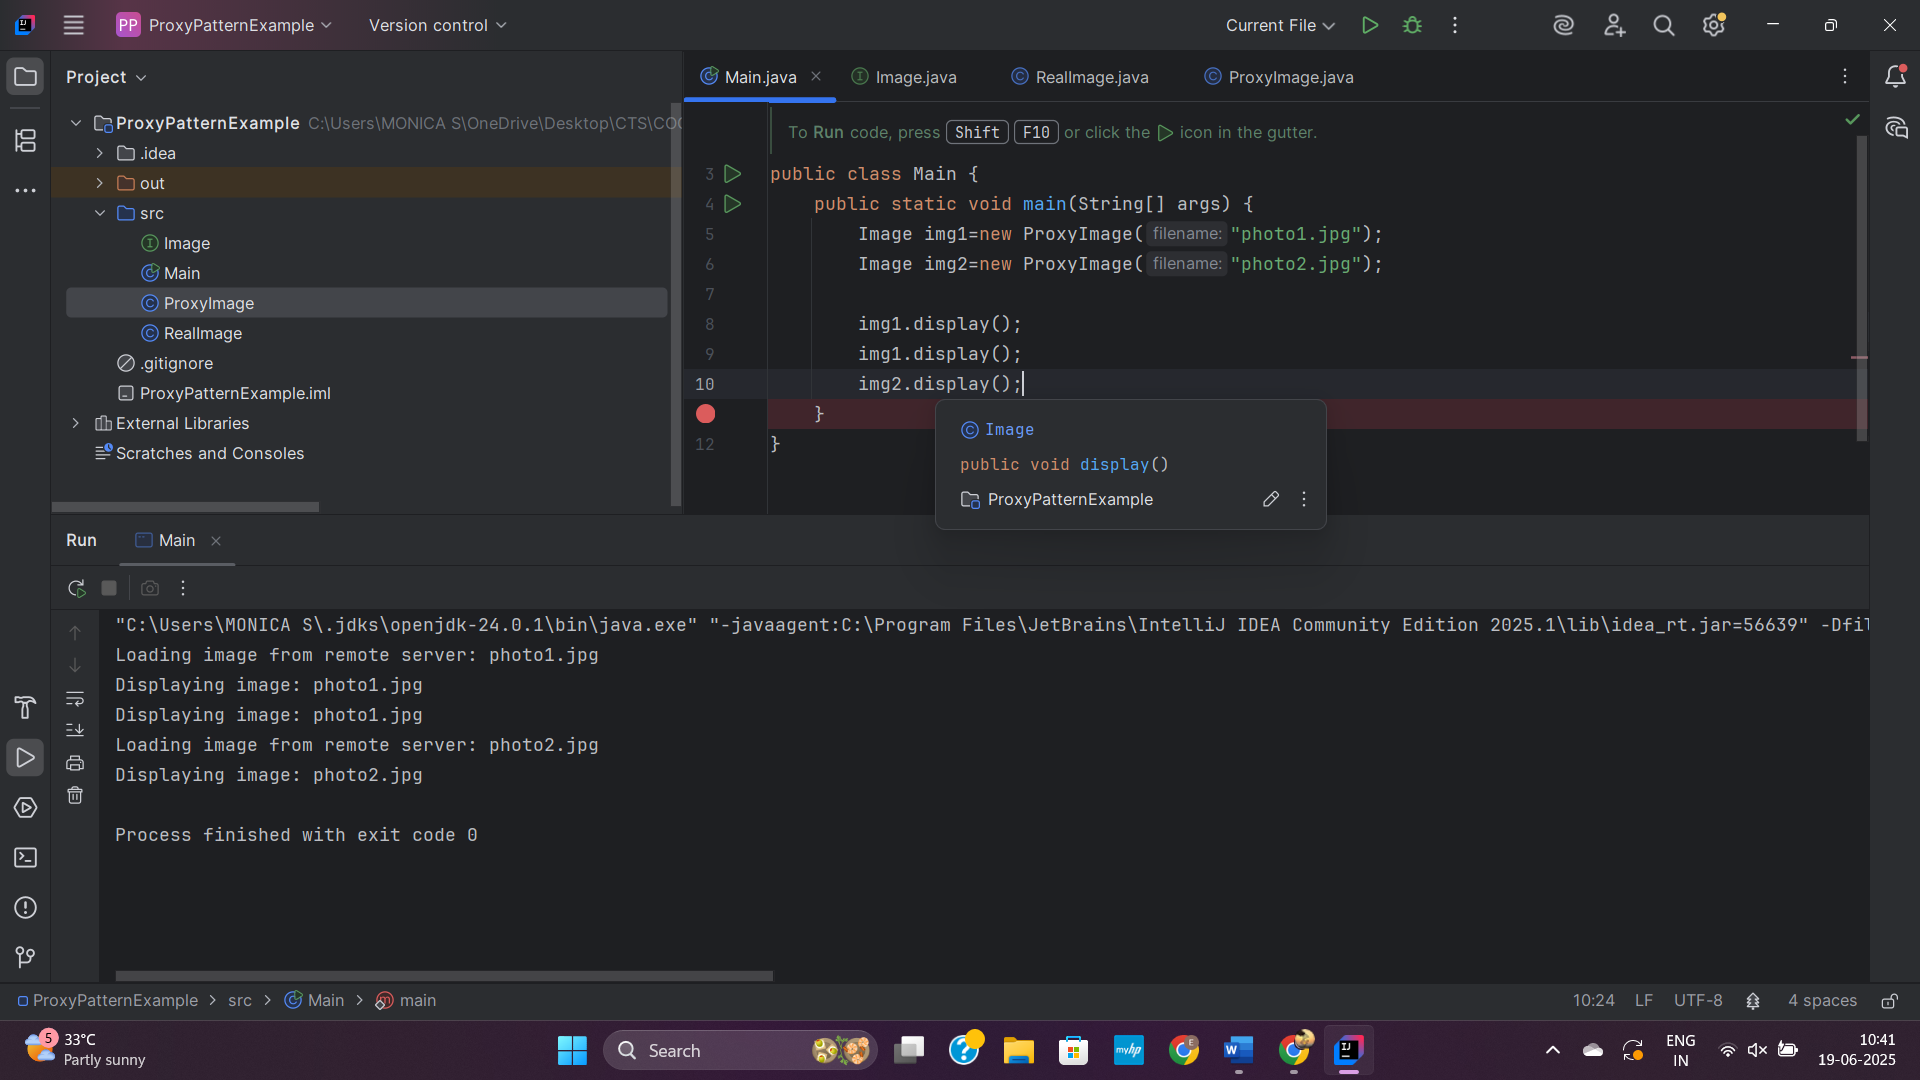 PP ProxyPatternExample Version control Current File
Project
ProxyPatternExample C:\Users\MONICA S\OneDrive\Desktop\CTS\COG
.idea
out
src
Image
Main
ProxyImage
RealImage
.gitignore
ProxyPatternExample.iml
External Libraries
Scratches and Consoles
Main.java Image.java RealImage.java ProxyImage.java
To Run code, press Shift F10 or click the icon in the gutter.
3 public class Main {
4 public static void main(String[] args) {
5 Image img1=new ProxyImage( filename: "photo1.jpg");
6 Image img2=new ProxyImage( filename: "photo2.jpg");
7
8 img1.display();
9 img1.display();
10 img2.display();
}
12 }
Image
public void display()
ProxyPatternExample
Run Main
"C:\Users\MONICA S\.jdks\openjdk-24.0.1\bin\java.exe" "-javaagent:C:\Program Files\JetBrains\IntelliJ IDEA Community Edition 2025.1\lib\idea_rt.jar=56639" -Dfil
Loading image from remote server: photo1.jpg
Displaying image: photo1.jpg
Displaying image: photo1.jpg
Loading image from remote server: photo2.jpg
Displaying image: photo2.jpg
Process finished with exit code 0
ProxyPatternExample > src > Main > main 10:24 LF UTF-8 4 spaces
5 33°C
Partly sunny
Search
myhp
ENG
IN
10:41
19-06-2025